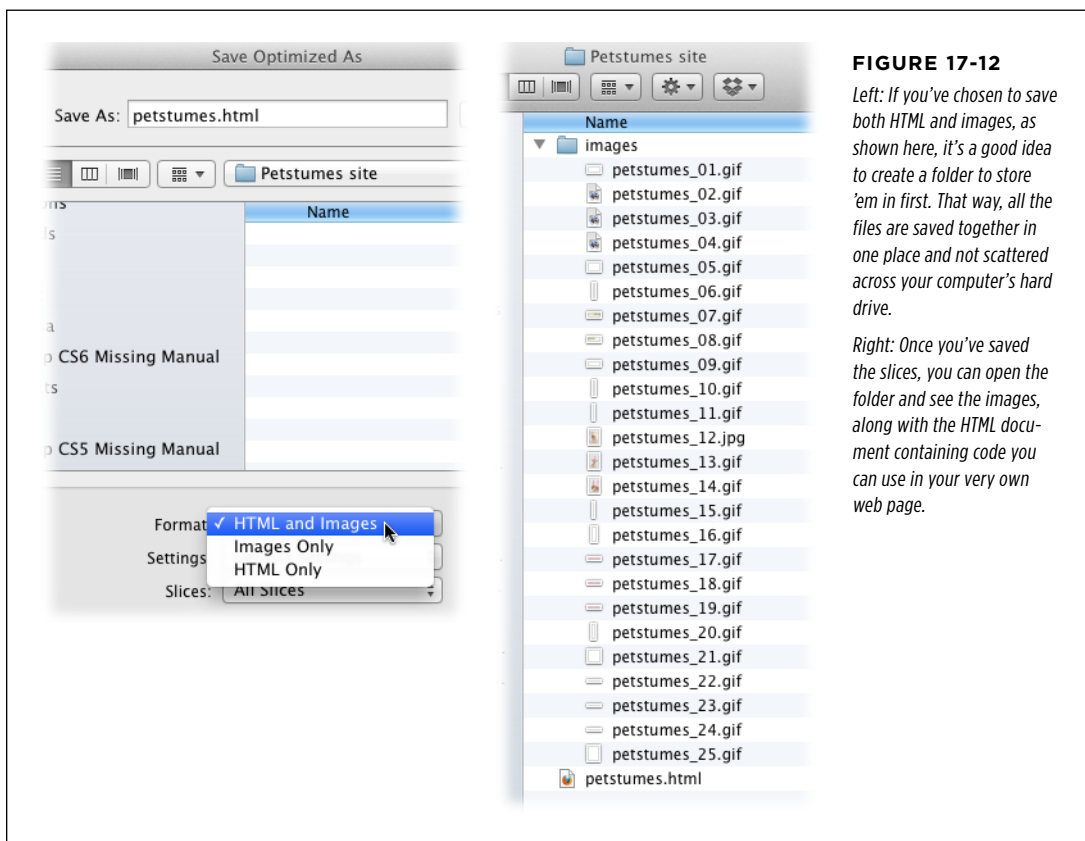 Save Optimized As
Save As: petstumes.html
Petstumes site
Name
CS6 Missing Manual
CS5 Missing Manual
Format
✓ HTML and Images
Images Only
HTML Only
Settings
Slices: All Slices
Petstumes site
Name
images
petstumes_01.gif
petstumes_02.gif
petstumes_03.gif
petstumes_04.gif
petstumes_05.gif
petstumes_06.gif
petstumes_07.gif
petstumes_08.gif
petstumes_09.gif
petstumes_10.gif
petstumes_11.gif
petstumes_12.jpg
petstumes_13.gif
petstumes_14.gif
petstumes_15.gif
petstumes_16.gif
petstumes_17.gif
petstumes_18.gif
petstumes_19.gif
petstumes_20.gif
petstumes_21.gif
petstumes_22.gif
petstumes_23.gif
petstumes_24.gif
petstumes_25.gif
petstumes.html
FIGURE 17-12
Left: If you've chosen to save
both HTML and images, as
shown here, it's a good idea
to create a folder to store
'em in first. That way, all the
files are saved together in
one place and not scattered
across your computer's hard
drive.
Right: Once you've saved
the slices, you can open the
folder and see the images,
along with the HTML docu-
ment containing code you
can use in your very own
web page.